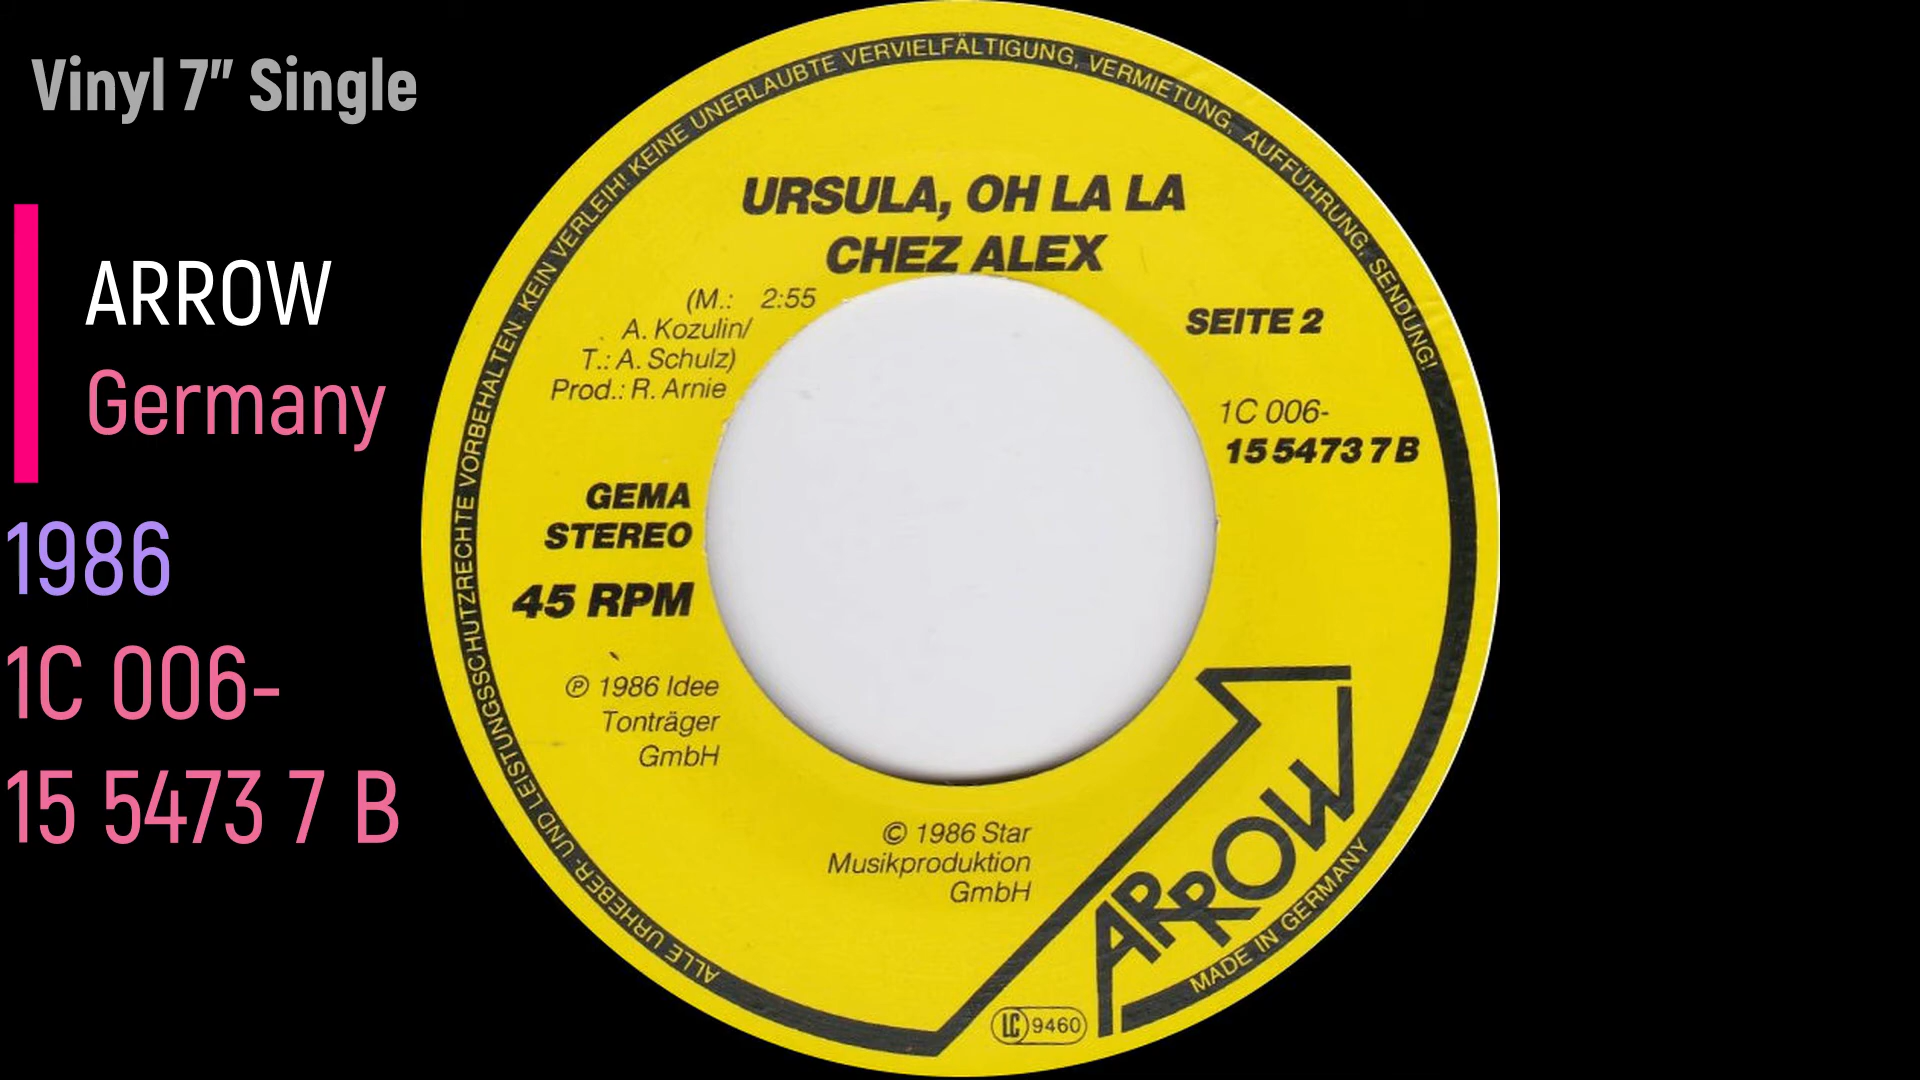 Vinyl 7" Single
ARROW
Germany
1986
1C 006-
15 5473 7 B
ALLE URHEBER- UND LEISTUNGSSCHUTZRECHTE VORBEHALTEN. KEIN VERLEIH! KEINE UNERLAUBTE VERVIELFÄLTIGUNG, VERMIETUNG, AUFFÜHRUNG, SENDUNG!
URSULA, OH LA LA
CHEZ ALEX
(M.: 2:55
A. Kozulin/
T.: A. Schulz)
Prod.: R. Arnie
SEITE 2
1C 006-
15 5473 7 B
GEMA
STEREO
45 RPM
℗ 1986 Idee
Tonträger
GmbH
© 1986 Star
Musikproduktion
GmbH
ARROW
MADE IN GERMANY
LC 9460